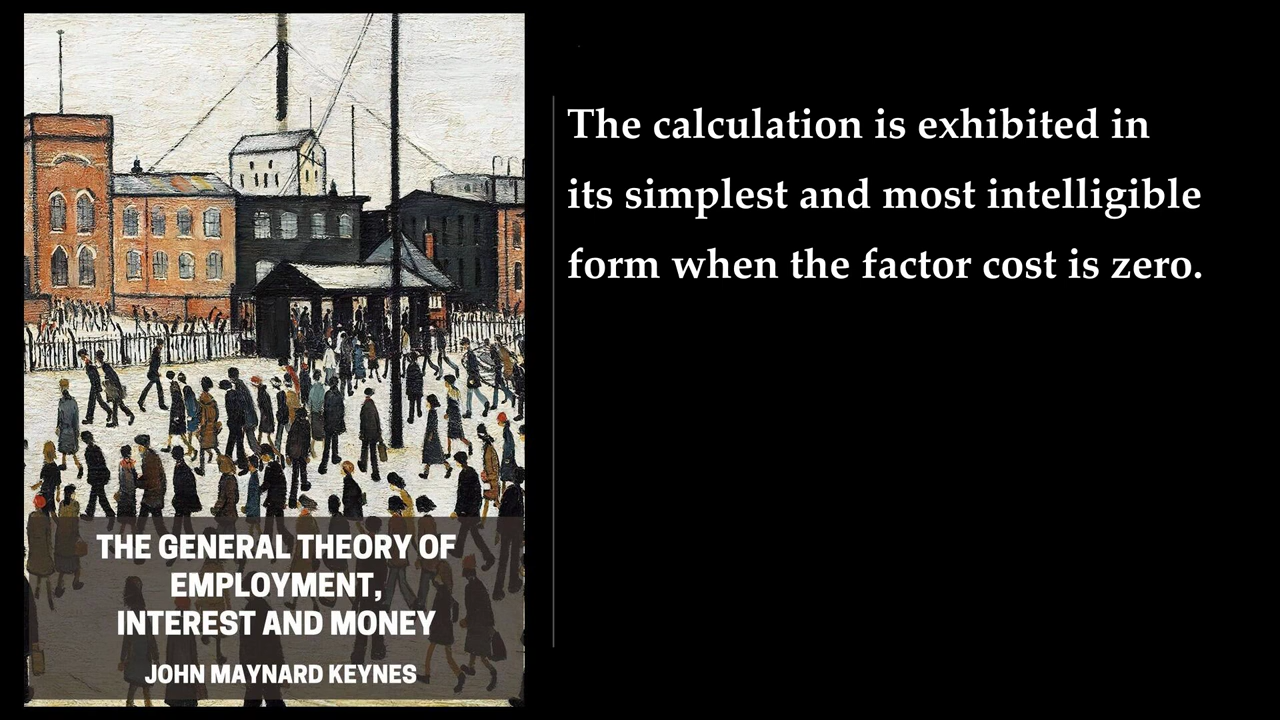 The calculation is exhibited in
its simplest and most intelligible
form when the factor cost is zero.
THE GENERAL THEORY OF
EMPLOYMENT,
INTEREST AND MONEY
JOHN MAYNARD KEYNES